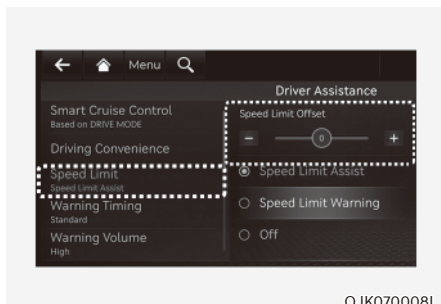 Menu
Driver Assistance
Smart Cruise Control
Based on DRIVE MODE
Driving Convenience
Speed Limit
Speed Limit Assist
Warning Timing
Standard
Warning Volume
High
Speed Limit Offset
- 0 +
Speed Limit Assist
Speed Limit Warning
Off
OJK070008L